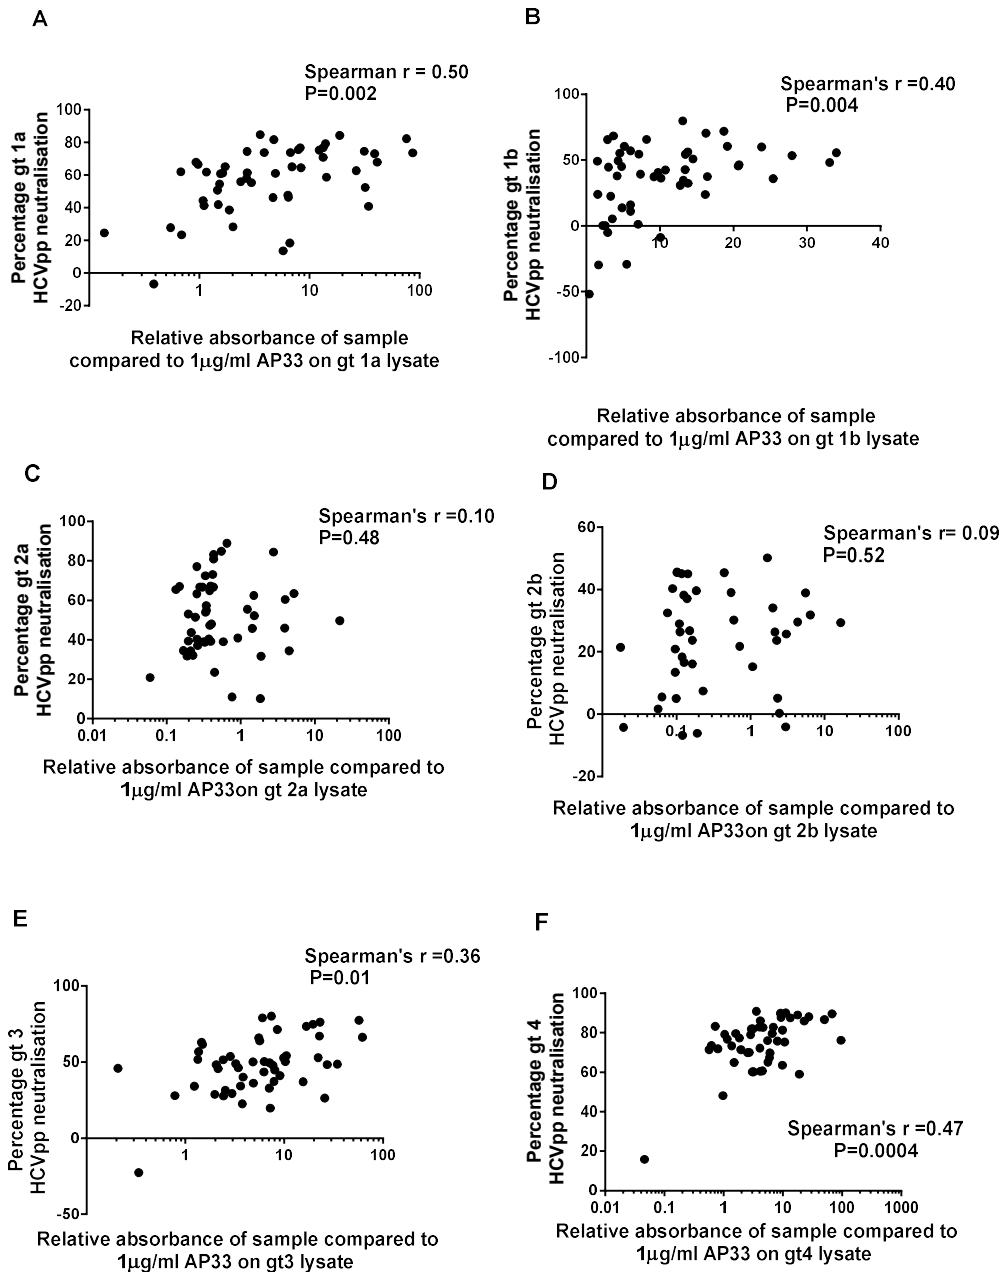 A
Spearman r = 0.50
P=0.002
Percentage gt 1a
HCVpp neutralisation
100
80
60
40
20
0
-20
1
10
100
Relative absorbance of sample
compared to 1μg/ml AP33 on gt 1a lysate
B
Spearman's r =0.40
P=0.004
Percentage gt 1b
HCVpp neutralisation
100
50
0
-50
-100
10
20
30
40
Relative absorbance of sample
compared to 1μg/ml AP33 on gt 1b lysate
C
Spearman's r =0.10
P=0.48
Percentage gt 2a
HCVpp neutralisation
100
80
60
40
20
0
0.01
0.1
1
10
100
Relative absorbance of sample compared to
1μg/ml AP33on gt 2a lysate
D
Spearman's r= 0.09
P=0.52
Percentage gt 2b
HCVpp neutralisation
60
40
20
0
-20
0.1
1
10
100
Relative absorbance of sample compared to
1μg/ml AP33on gt 2b lysate
E
Spearman's r =0.36
P=0.01
Percentage gt 3
HCVpp neutralisation
100
50
0
-50
1
10
100
Relative absorbance of sample compared to
1μg/ml AP33 on gt3 lysate
F
Percentage gt 4
HCVpp neutralisation
100
80
60
40
20
0
Spearman's r =0.47
P=0.0004
0.01
0.1
1
10
100
1000
Relative absorbance of sample compared to
1μg/ml AP33 on gt4 lysate